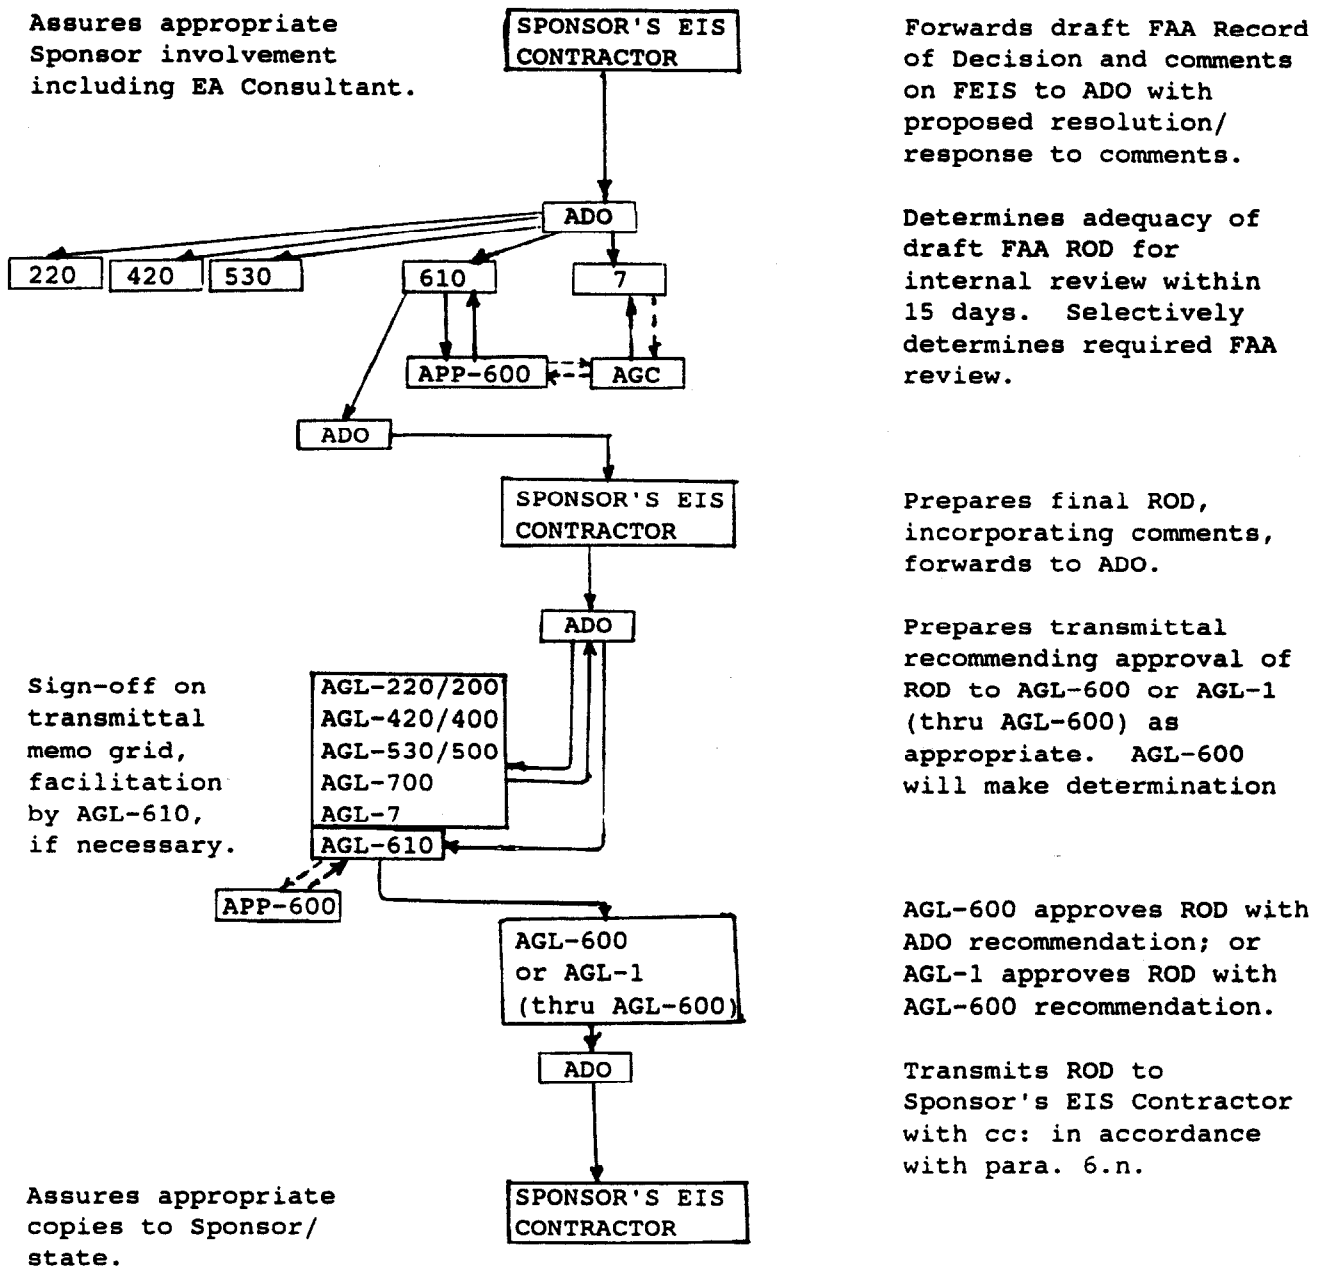 Assures appropriate
Sponsor involvement
including EA Consultant.
SPONSOR'S EIS
CONTRACTOR
Forwards draft FAA Record
of Decision and comments
on FEIS to ADO with
proposed resolution/
response to comments.
ADO
220
420
530
610
7
APP-600
AGC
Determines adequacy of
draft FAA ROD for
internal review within
15 days.  Selectively
determines required FAA
review.
ADO
SPONSOR'S EIS
CONTRACTOR
Prepares final ROD,
incorporating comments,
forwards to ADO.
ADO
Prepares transmittal
recommending approval of
ROD to AGL-600 or AGL-1
(thru AGL-600) as
appropriate.  AGL-600
will make determination
Sign-off on
transmittal
memo grid,
facilitation
by AGL-610,
if necessary.
AGL-220/200
AGL-420/400
AGL-530/500
AGL-700
AGL-7
AGL-610
APP-600
AGL-600
or AGL-1
(thru AGL-600)
AGL-600 approves ROD with
ADO recommendation; or
AGL-1 approves ROD with
AGL-600 recommendation.
ADO
Transmits ROD to
Sponsor's EIS Contractor
with cc: in accordance
with para. 6.n.
Assures appropriate
copies to Sponsor/
state.
SPONSOR'S EIS
CONTRACTOR